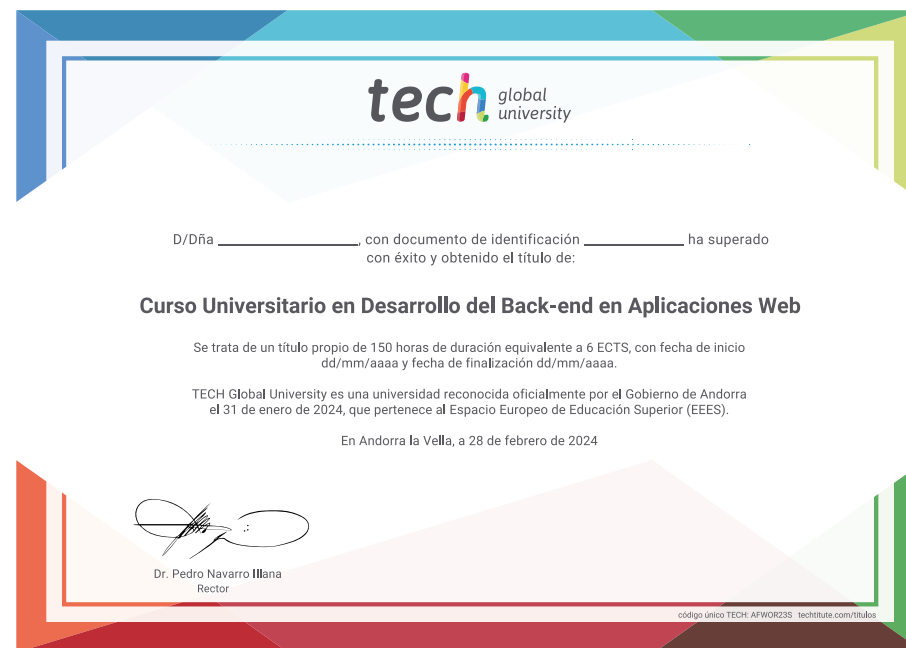 tech global university
D/Dña ____________________, con documento de identificación ______________ ha superado
con éxito y obtenido el título de:
Curso Universitario en Desarrollo del Back-end en Aplicaciones Web
Se trata de un título propio de 150 horas de duración equivalente a 6 ECTS, con fecha de inicio
dd/mm/aaaa y fecha de finalización dd/mm/aaaa.
TECH Global University es una universidad reconocida oficialmente por el Gobierno de Andorra
el 31 de enero de 2024, que pertenece al Espacio Europeo de Educación Superior (EEES).
En Andorra la Vella, a 28 de febrero de 2024
Dr. Pedro Navarro Illana
Rector
código único TECH: AFWOR23S techtitute.com/titulos